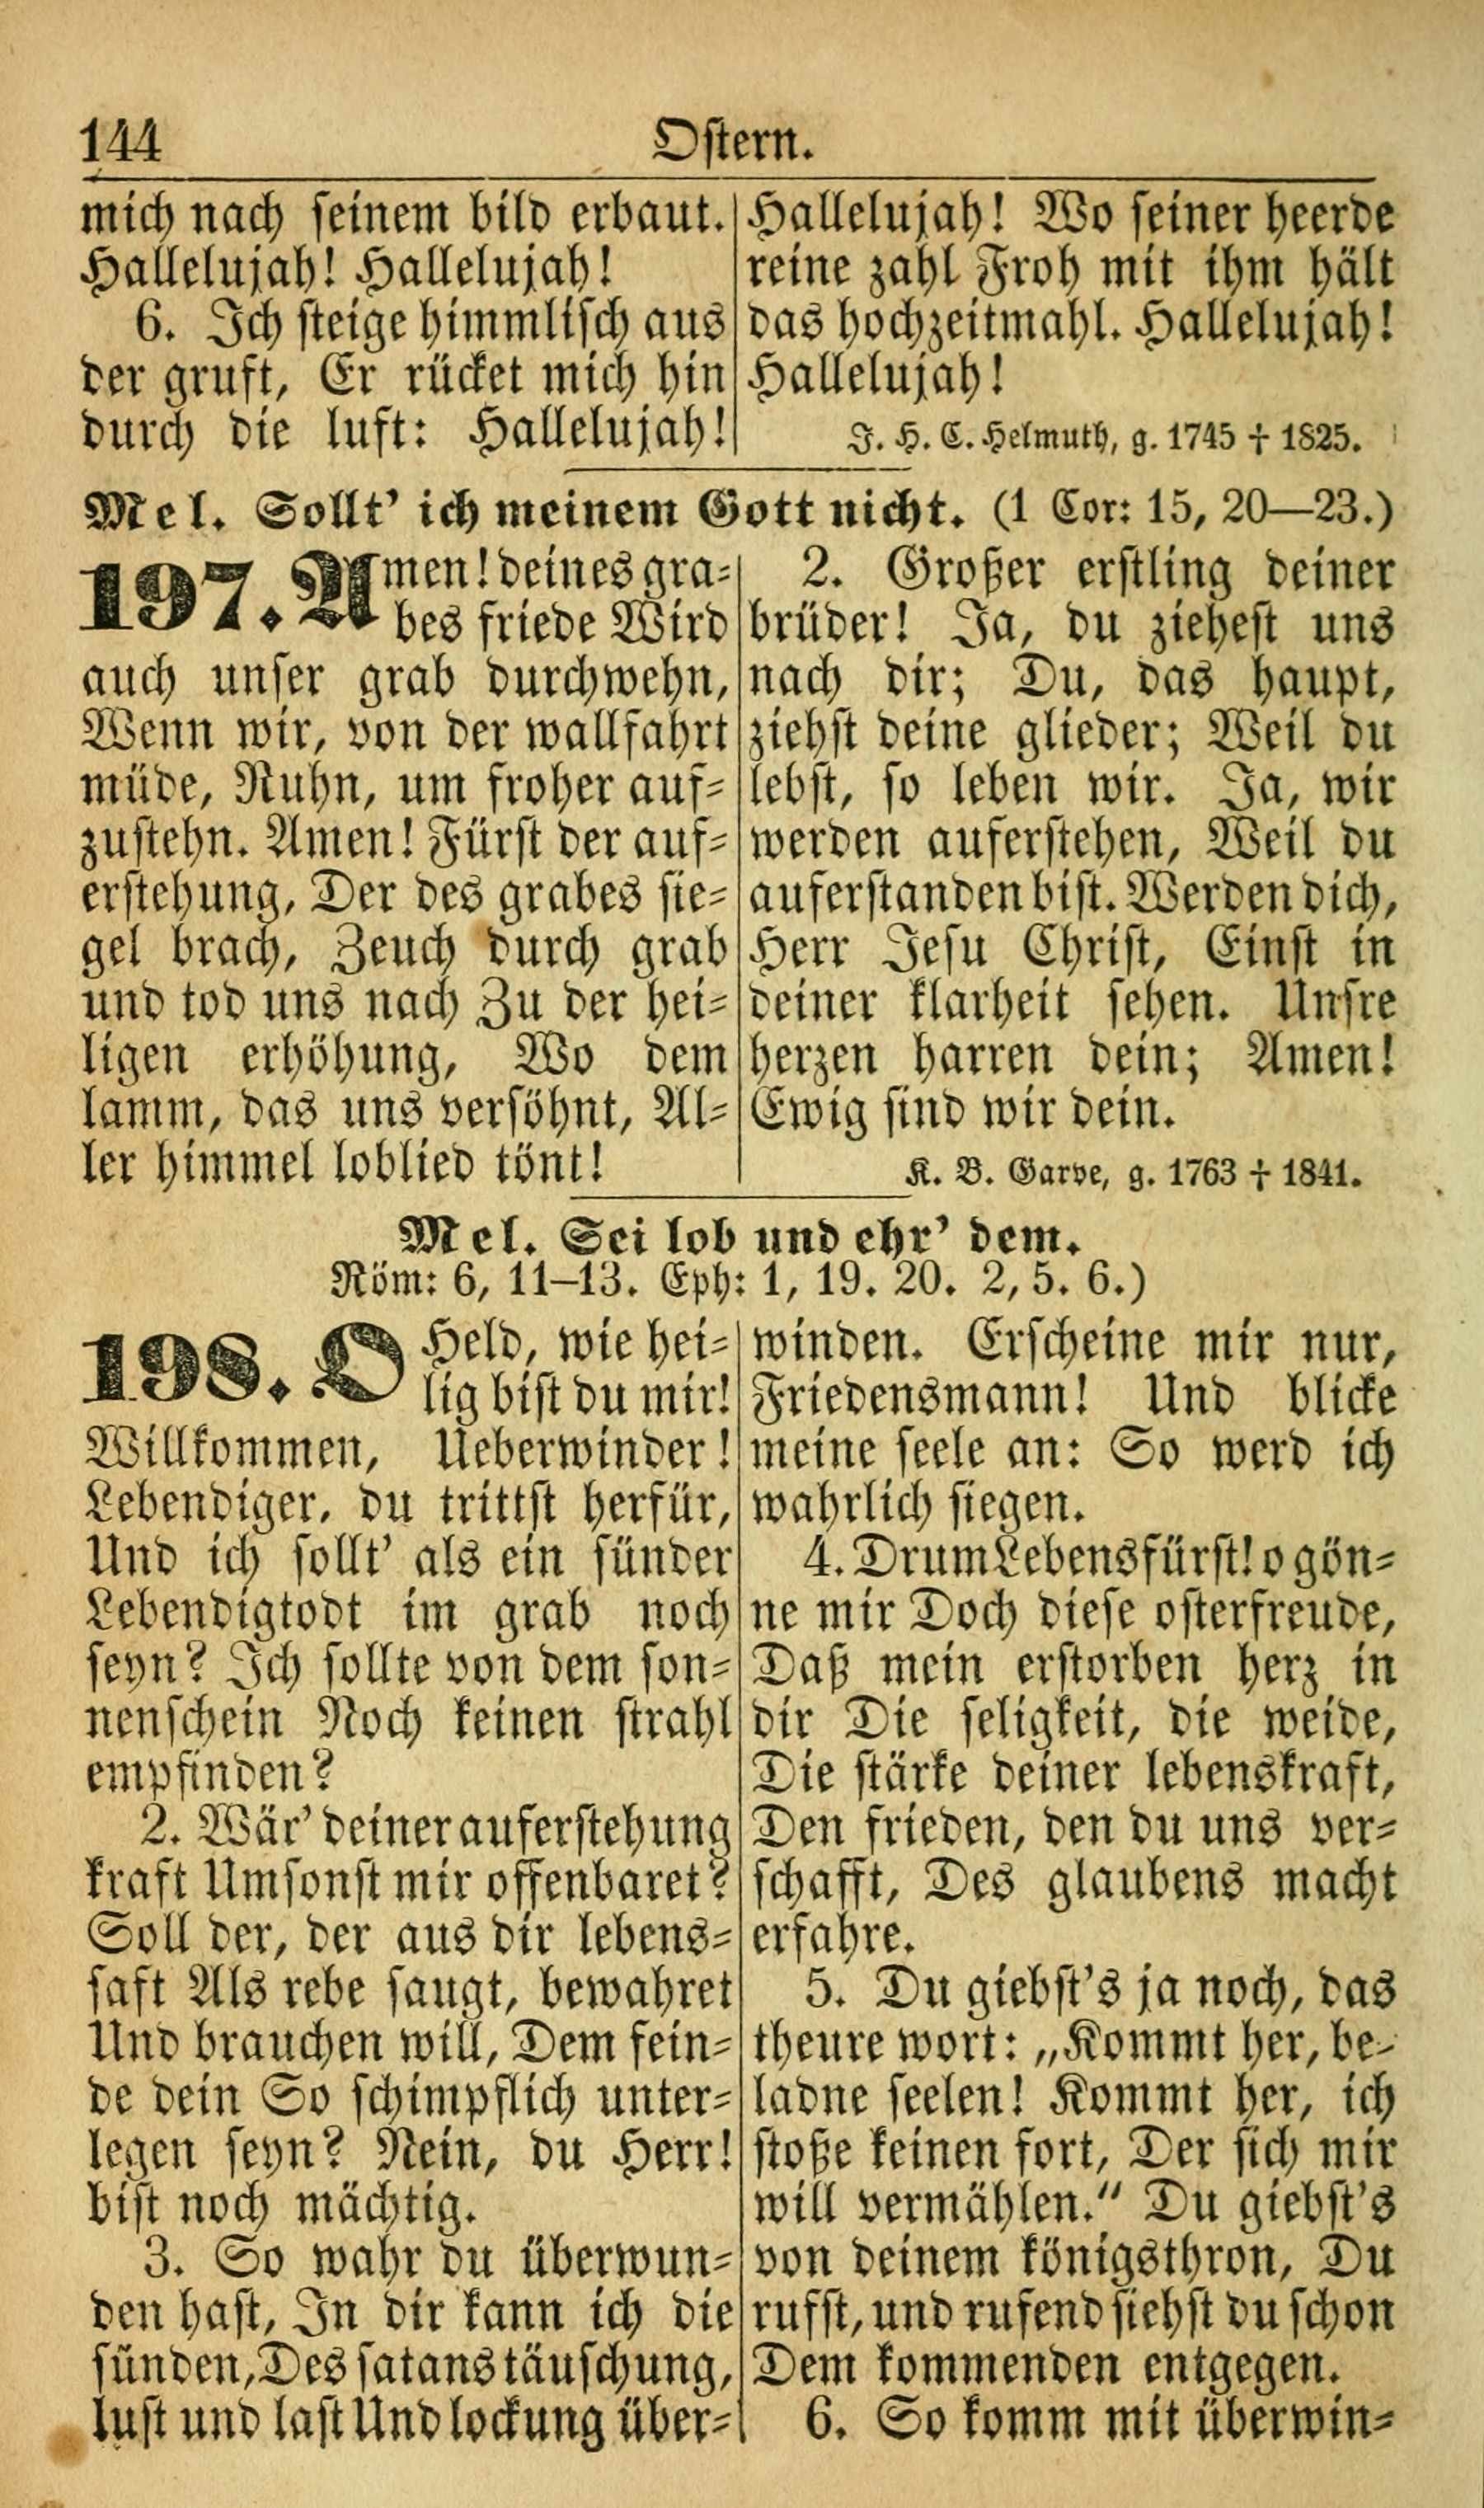 144 Ostern.
mich nach seinem bild erbaut.
Hallelujah! Hallelujah!
6. Ich steige himmlisch aus
der gruft, Er rücket mich hin
durch die luft: Hallelujah!
Hallelujah! Wo seiner heerde
reine zahl Froh mit ihm hält
das hochzeitmahl. Hallelujah!
Hallelujah!
J. H. C. Helmuth, g. 1745 † 1825.
Mel. Sollt’ ich meinem Gott nicht. (1 Cor: 15, 20—23.)
197. Amen! deines gra-
bes friede Wird
auch unser grab durchwehn,
Wenn wir, von der wallfahrt
müde, Ruhn, um froher auf-
zustehn. Amen! Fürst der auf-
erstehung, Der des grabes sie-
gel brach, Zeuch durch grab
und tod uns nach Zu der hei-
ligen erhöhung, Wo dem
lamm, das uns versöhnt, Al-
ler himmel loblied tönt!
2. Großer erstling deiner
brüder! Ja, du ziehest uns
nach dir; Du, das haupt,
ziehst deine glieder; Weil du
lebst, so leben wir. Ja, wir
werden auferstehen, Weil du
auferstanden bist. Werden dich,
Herr Jesu Christ, Einst in
deiner klarheit sehen. Unsre
herzen harren dein; Amen!
Ewig sind wir dein.
K. B. Garve, g. 1763 † 1841.
Mel. Sei lob und ehr’ dem.
Röm: 6, 11–13. Eph: 1, 19. 20. 2, 5. 6.)
198. O Held, wie hei-
lig bist du mir!
Willkommen, Ueberwinder!
Lebendiger, du trittst herfür,
Und ich sollt’ als ein sünder
Lebendigtodt im grab noch
seyn? Ich sollte von dem son-
nenschein Noch keinen strahl
empfinden?
2. Wär’ deiner auferstehung
kraft Umsonst mir offenbaret?
Soll der, der aus dir lebens-
saft Als rebe saugt, bewahret
Und brauchen will, Dem fein-
de dein So schimpflich unter-
legen seyn? Nein, du Herr!
bist noch mächtig.
3. So wahr du überwun-
den hast, In dir kann ich die
sünden, Des satans täuschung,
lust und last Und lockung über-
winden. Erscheine mir nur,
Friedensmann! Und blicke
meine seele an: So werd ich
wahrlich siegen.
4. Drum Lebensfürst! o gön-
ne mir Doch diese osterfreude,
Daß mein erstorben herz in
dir Die seligkeit, die weide,
Die stärke deiner lebenskraft,
Den frieden, den du uns ver-
schafft, Des glaubens macht
erfahre.
5. Du giebst’s ja noch, das
theure wort: „Kommt her, be-
ladne seelen! Kommt her, ich
stoße keinen fort, Der sich mir
will vermählen.“ Du giebst’s
von deinem königsthron, Du
rufst, und rufend siehst du schon
Dem kommenden entgegen.
6. So komm mit überwin-